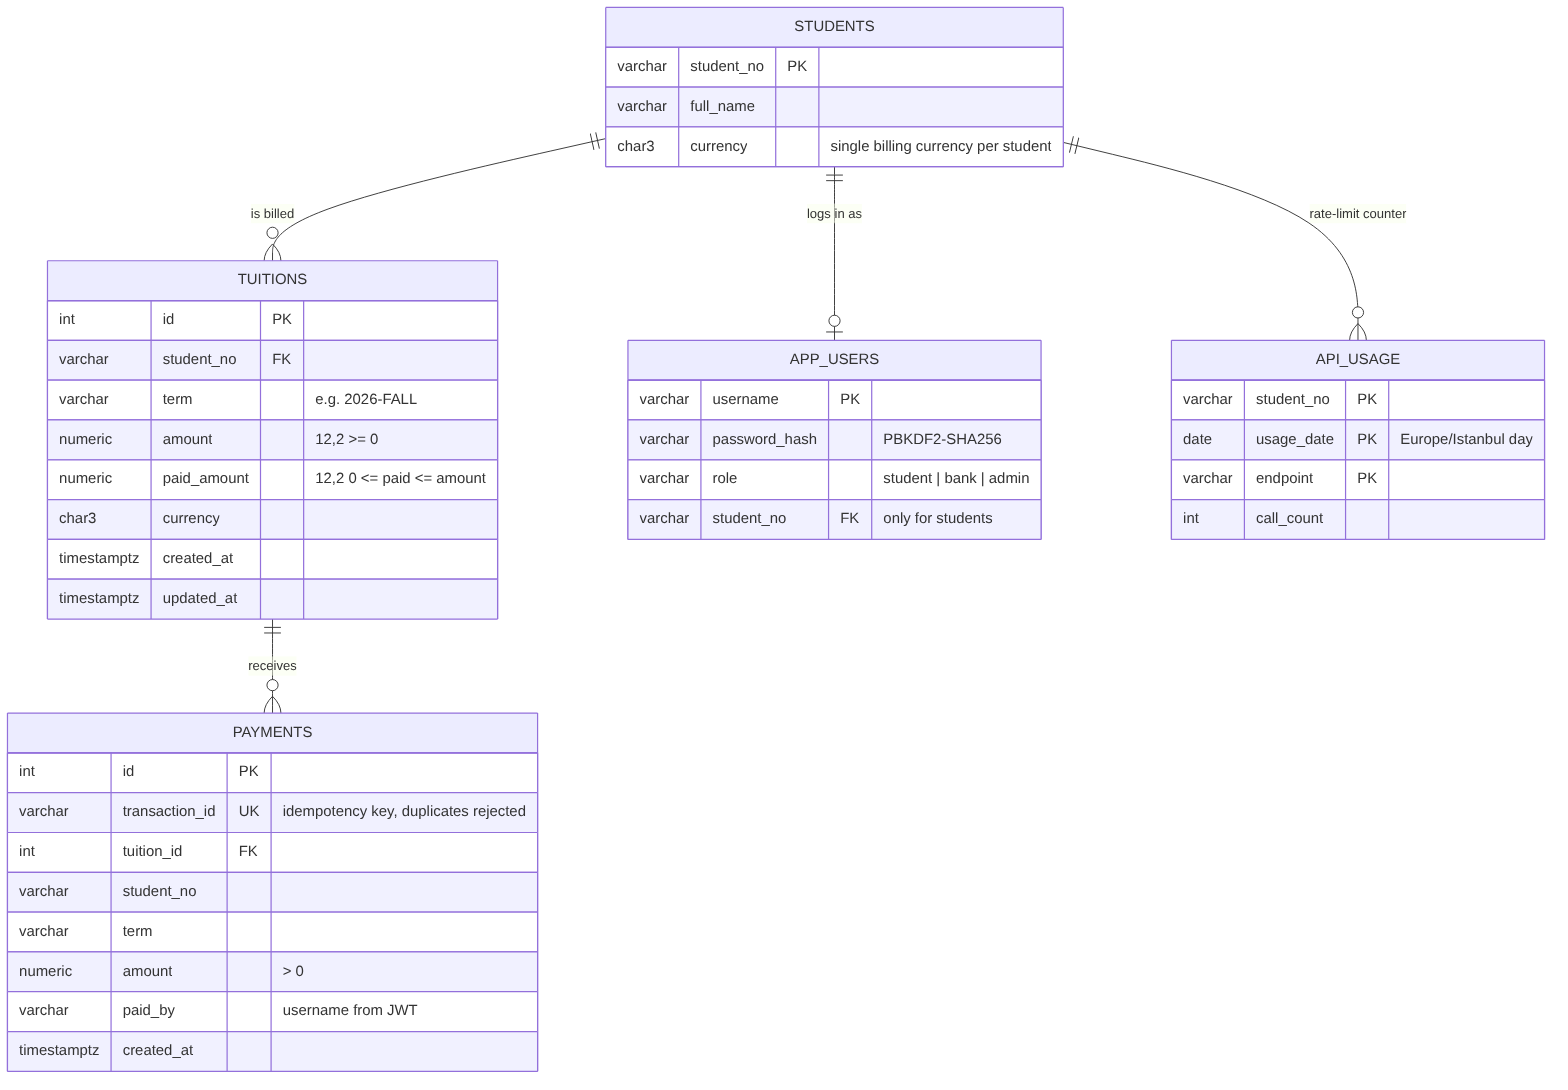 STUDENTS
varchar student_no PK
varchar full_name
char3 currency single billing currency per student
is billed
logs in as
rate-limit counter
TUITIONS
int id PK
varchar student_no FK
varchar term e.g. 2026-FALL
numeric amount 12,2 >= 0
numeric paid_amount 12,2 0 <= paid <= amount
char3 currency
timestamptz created_at
timestamptz updated_at
APP_USERS
varchar username PK
varchar password_hash PBKDF2-SHA256
varchar role student | bank | admin
varchar student_no FK only for students
API_USAGE
varchar student_no PK
date usage_date PK Europe/Istanbul day
varchar endpoint PK
int call_count
receives
PAYMENTS
int id PK
varchar transaction_id UK idempotency key, duplicates rejected
int tuition_id FK
varchar student_no
varchar term
numeric amount > 0
varchar paid_by username from JWT
timestamptz created_at